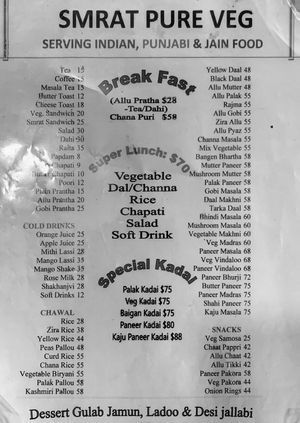 SMRAT PURE VEG
SERVING INDIAN, PUNJABI & JAIN FOOD
Tea 15
Coffee 15
Masala Tea 15
Butter Toast 12
Cheese Toast 18
Veg. Sandwich 20
Smrat Sandwich 25
Salad 30
Dahi 50
Raita 35
Papdam 8
Chapati 9
Butter Chapati 10
Poori 12
Plain Prantha 15
Allu Prantha 20
Gobi Prantha 25
COLD DRINKS
Orange Juice 25
Apple Juice 25
Mithi Lassi 28
Mango Lassi 35
Mango Shake 35
Rose Milk 28
Shakhanjvi 28
Soft Drinks 12
CHAWAL
Rice 28
Zira Rice 38
Yellow Rice 44
Peas Pallou 48
Curd Rice 55
Chana Rice 55
Vegetable Biryani 55
Palak Pallou 58
Kashmiri Pallou 58
Break Fast
(Allu Pratha $28
-Tea/Dahi)
Chana Puri $58
Super Lunch: $70
Vegetable
Dal/Channa
Rice
Chapati
Salad
Soft Drink
Special Kadai
Palak Kadai $75
Veg Kadai $75
Baigan Kadai $75
Paneer Kadai $80
Kaju Paneer Kadai $88
Yellow Daal 48
Black Daal 48
Allu Mutter 48
Allu Palak 55
Rajma 55
Allu Gobi 55
Zira Allu 55
Allu Pyaz 55
Channa Masala 55
Mix Vegetable 55
Bangen Bhartha 58
Mutter Paneer 58
Mushroom Mutter 58
Palak Paneer 58
Gobi Masala 58
Daal Makhni 58
Tarka Daal 58
Bhindi Masala 60
Mushroom Masala 60
Vegetable Makhni 60
Veg Madras 60
Paneer Masala 68
Veg Vindaloo 68
Paneer Vindaloo 68
Paneer Bhurji 72
Butter Paneer 75
Paneer Madras 75
Shahi Paneer 75
Kaju Masala 75
SNACKS
Veg Samosa 25
Chaat Pappri 42
Allu Chaat 42
Allu Tikki 42
Paneer Pakora 58
Veg Pakora 44
Onion Rings 44
Dessert Gulab Jamun, Ladoo & Desi jallabi